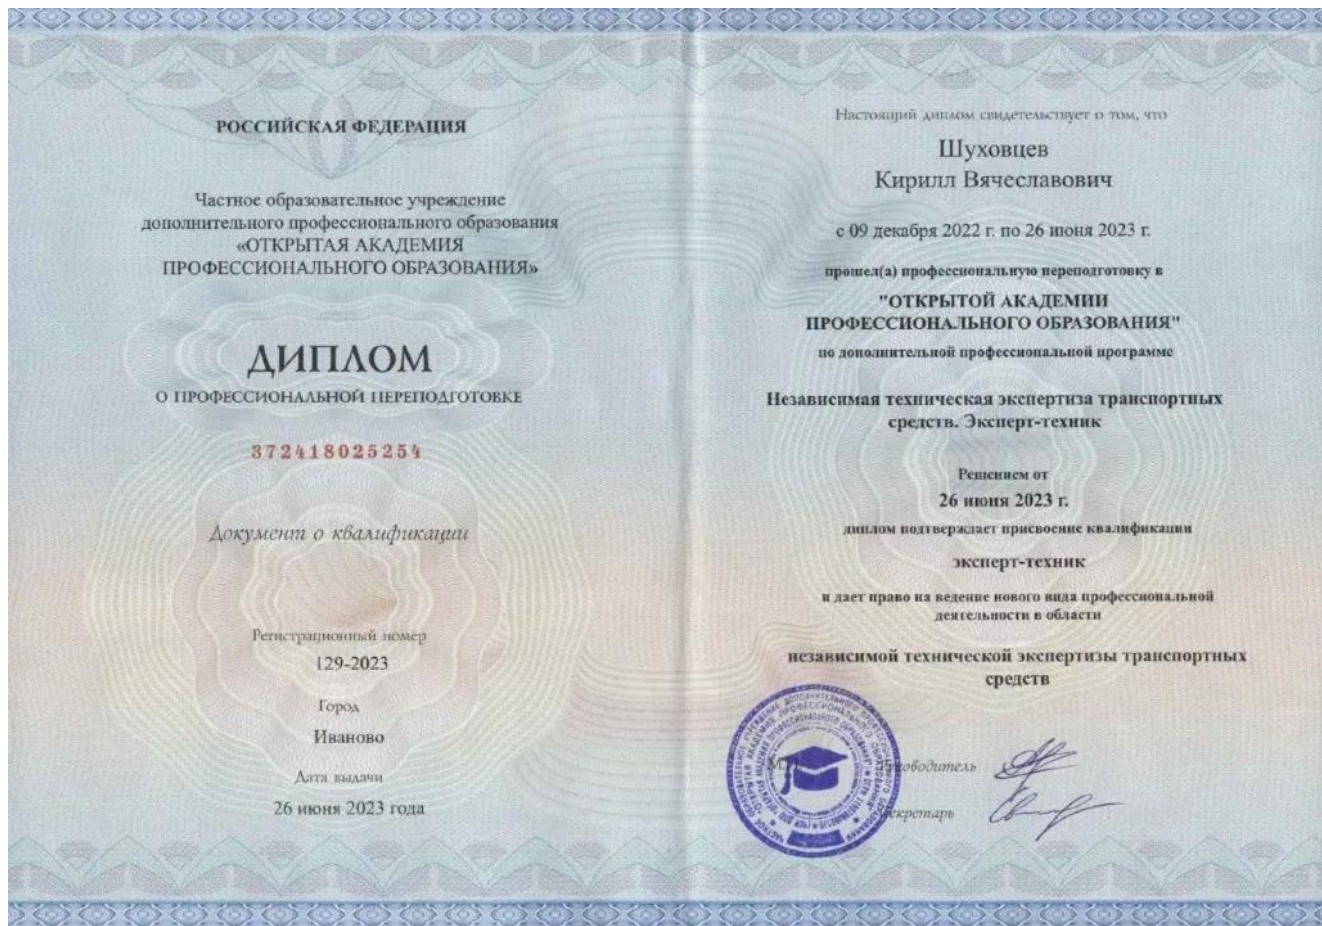 РОССИЙСКАЯ ФЕДЕРАЦИЯ
Частное образовательное учреждение
дополнительного профессионального образования
«ОТКРЫТАЯ АКАДЕМИЯ
ПРОФЕССИОНАЛЬНОГО ОБРАЗОВАНИЯ»
ДИПЛОМ
О ПРОФЕССИОНАЛЬНОЙ ПЕРЕПОДГОТОВКЕ
372418025254
Документ о квалификации
Регистрационный номер
129-2023
Город
Иваново
Дата выдачи
26 июня 2023 года
Настоящий диплом свидетельствует о том, что
Шуховцев
Кирилл Вячеславович
с 09 декабря 2022 г. по 26 июня 2023 г.
прошел(а) профессиональную переподготовку в
"ОТКРЫТОЙ АКАДЕМИИ
ПРОФЕССИОНАЛЬНОГО ОБРАЗОВАНИЯ"
по дополнительной профессиональной программе
Независимая техническая экспертиза транспортных
средств. Эксперт-техник
Решением от
26 июня 2023 г.
диплом подтверждает присвоение квалификации
эксперт-техник
и дает право на ведение нового вида профессиональной
деятельности в области
независимой технической экспертизы транспортных
средств
М.П.
Руководитель
Секретарь